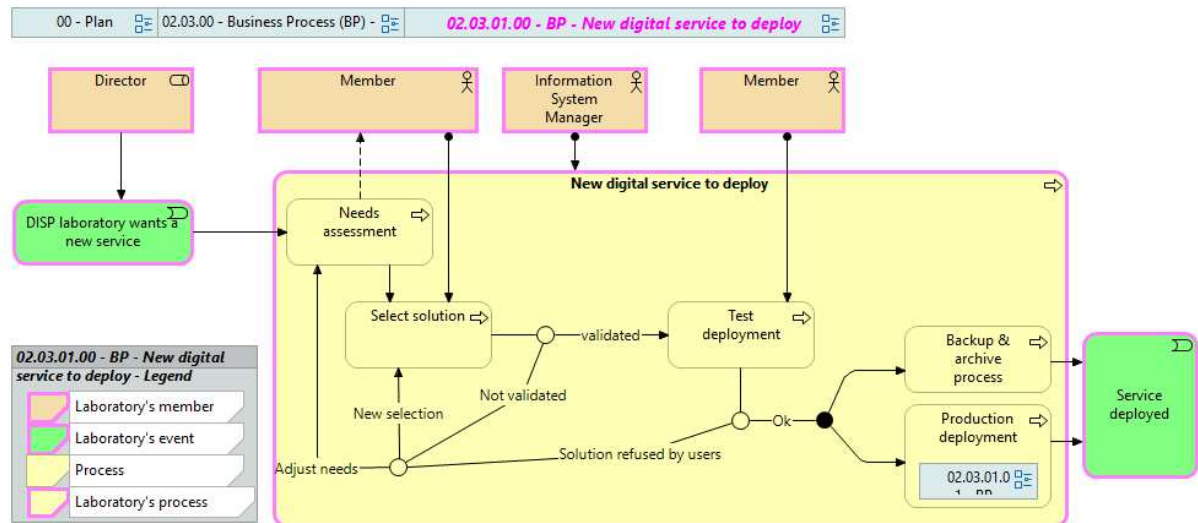 00 - Plan
02.03.00 - Business Process (BP) -
02.03.01.00 - BP - New digital service to deploy
Director
Member
Information
System
Manager
Member
New digital service to deploy
DISP laboratory wants a
new service
Needs
assessment
Select solution
validated
Test
deployment
Not validated
New selection
Backup &
archive
process
Service
deployed
Ok
Production
deployment
Solution refused by users
Adjust needs
02.03.01.0
02.03.01.00 - BP - New digital
service to deploy - Legend
Laboratory's member
Laboratory's event
Process
Laboratory's process